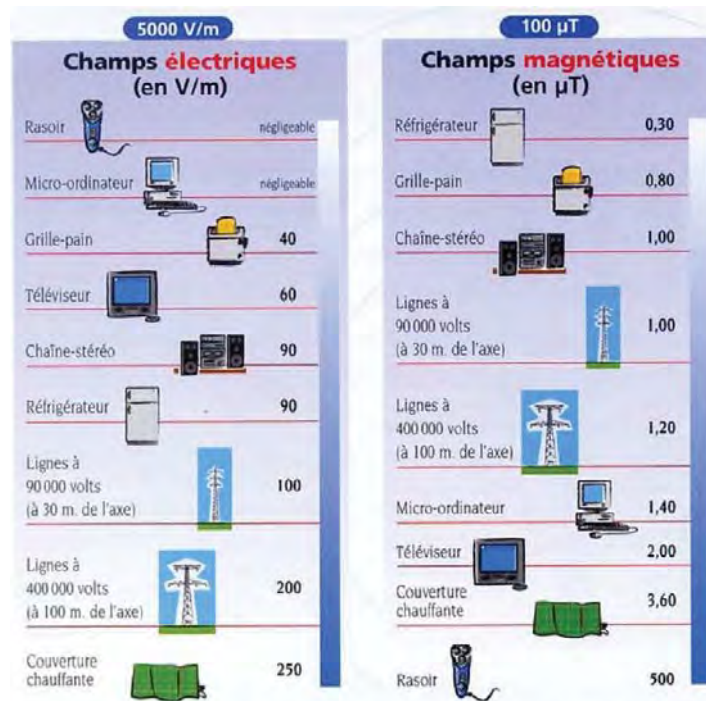 5000 V/m
Champs électriques
(en V/m)
Rasoir négligeable
Micro-ordinateur négligeable
Grille-pain 40
Téléviseur 60
Chaîne-stéréo 90
Réfrigérateur 90
Lignes à
90 000 volts 100
(à 30 m. de l'axe)
Lignes à
400 000 volts 200
(à 100 m. de l'axe)
Couverture
chauffante 250
100 µT
Champs magnétiques
(en µT)
Réfrigérateur 0,30
Grille-pain 0,80
Chaîne-stéréo 1,00
Lignes à
90 000 volts 1,00
(à 30 m. de l'axe)
Lignes à
400 000 volts 1,20
(à 100 m. de l'axe)
Micro-ordinateur 1,40
Téléviseur 2,00
Couverture
chauffante 3,60
Rasoir 500